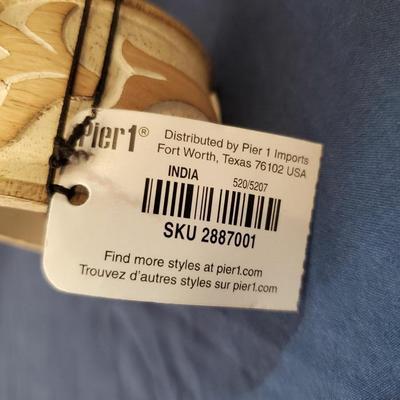 Pier1®
Distributed by Pier 1 Imports
Fort Worth, Texas 76102 USA
INDIA 520/5207
SKU 2887001
Find more styles at pier1.com
Trouvez d'autres styles sur pier1.com